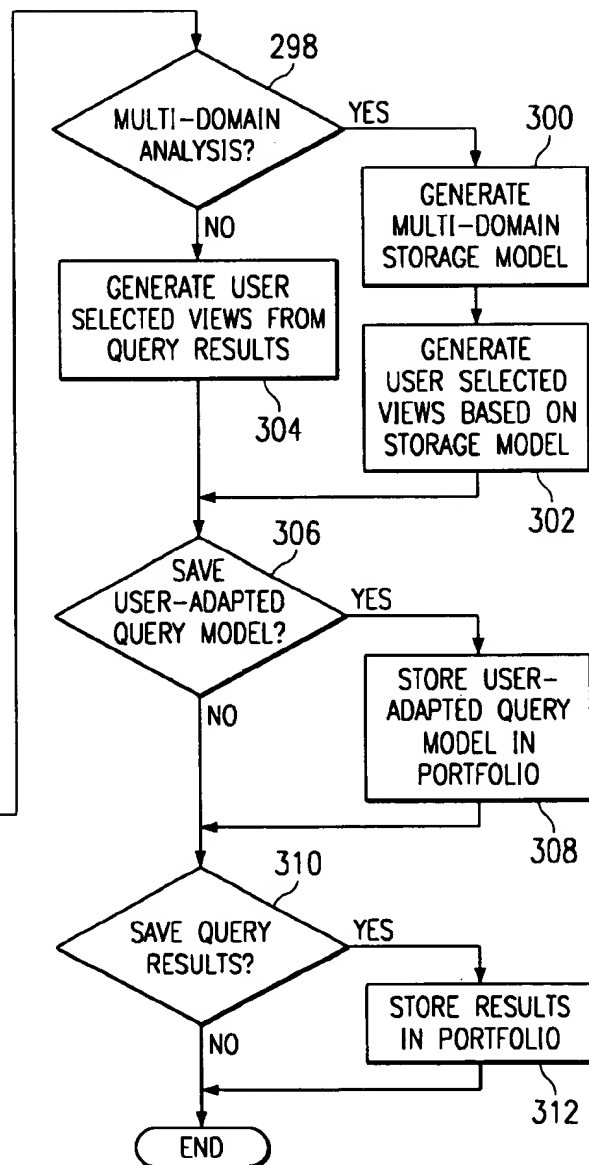 298
MULTI-DOMAIN
ANALYSIS?
YES
NO
300
GENERATE
MULTI-DOMAIN
STORAGE MODEL
GENERATE USER
SELECTED VIEWS FROM
QUERY RESULTS
304
GENERATE
USER SELECTED
VIEWS BASED ON
STORAGE MODEL
302
306
SAVE
USER-ADAPTED
QUERY MODEL?
YES
NO
STORE USER-
ADAPTED QUERY
MODEL IN
PORTFOLIO
308
310
SAVE QUERY
RESULTS?
YES
NO
STORE RESULTS
IN PORTFOLIO
312
END